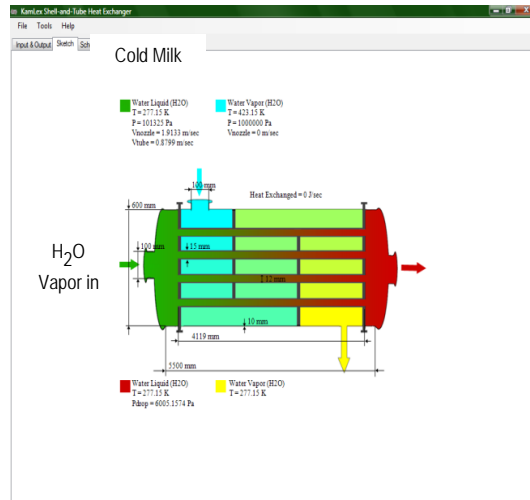 KamLex Shell-and-Tube Heat Exchanger
File Tools Help
Input & Output Sketch Sch
Cold Milk
Water Liquid (H2O)
T = 277.15 K
P = 101325 Pa
Vnozzle = 1.9133 m/sec
Vtube = 0.8799 m/sec
Water Vapor (H2O)
T = 423.15 K
P = 1000000 Pa
Vnozzle = 0 m/sec
100 mm
Heat Exchanged = 0 J/sec
600 mm
H2O
Vapor in
100 mm
15 mm
12 mm
10 mm
4119 mm
5500 mm
Water Liquid (H2O)
T = 277.15 K
Pdrop = 6005.1574 Pa
Water Vapor (H2O)
T = 277.15 K